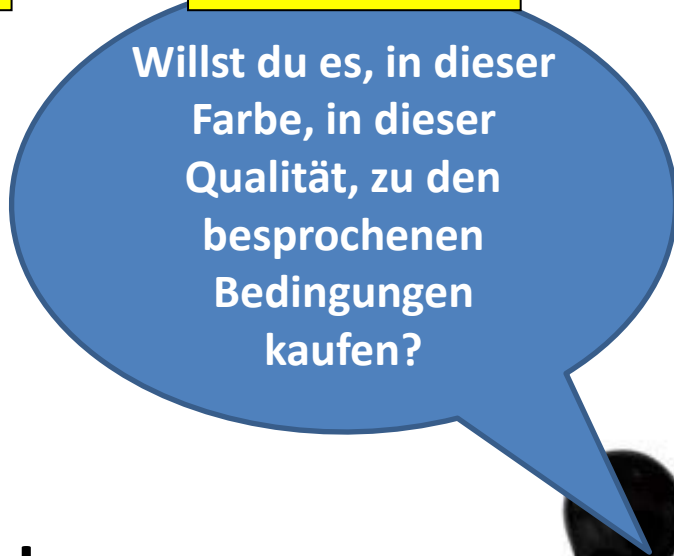 Willst du es, in dieser
Farbe, in dieser
Qualität, zu den
besprochenen
Bedingungen
kaufen?